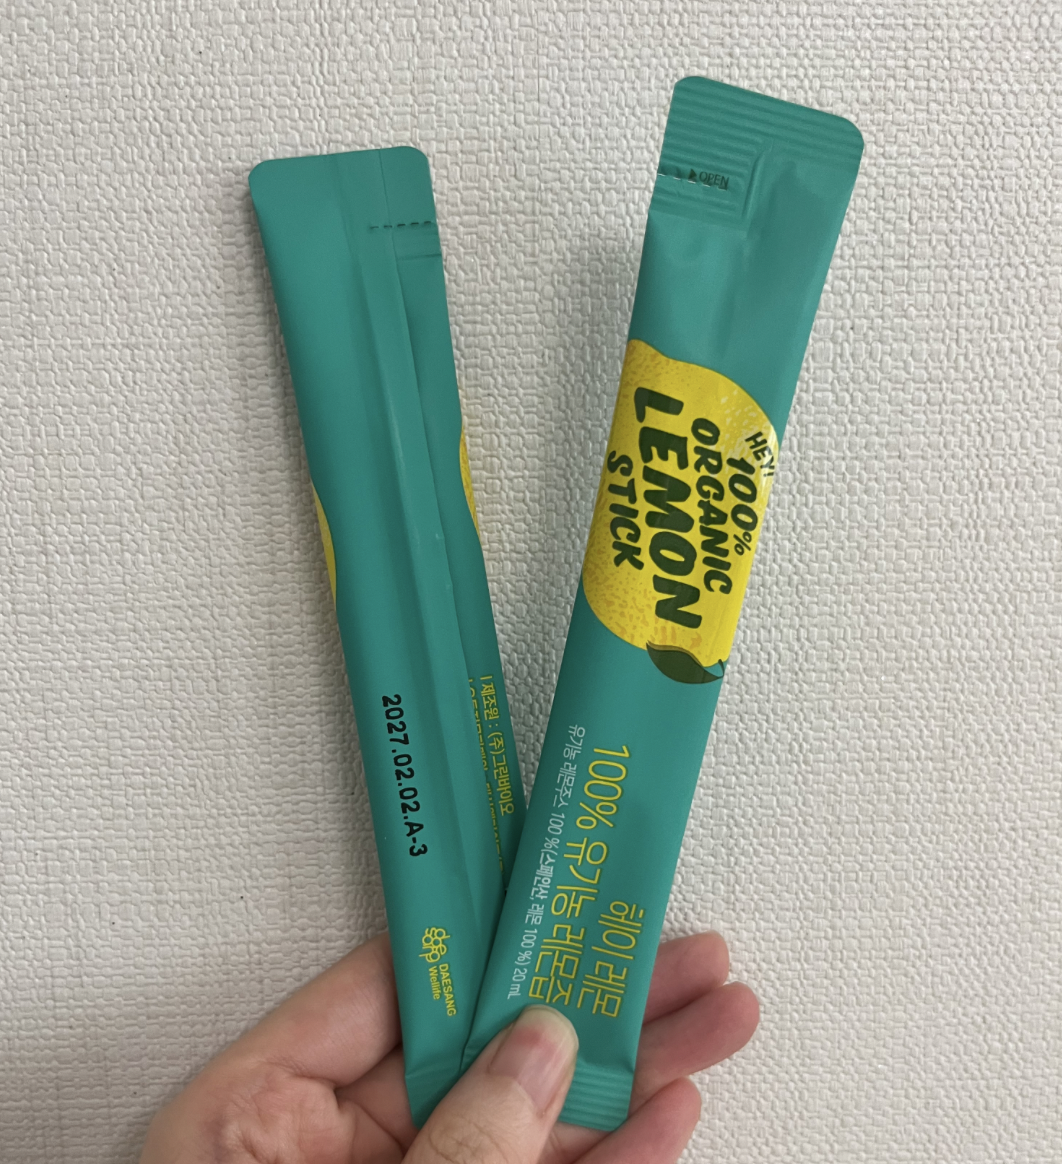 2027.02.02.A-3
| 제조원 : (주)그린바이오
DAESANG
Wellife
▶OPEN
HEY!
100%
ORGANIC
LEMON
STICK
헤이 레몬
100% 유기농 레몬즙
유기농 레몬주스 100 %(스페인산, 레몬 100 %) 20 mL